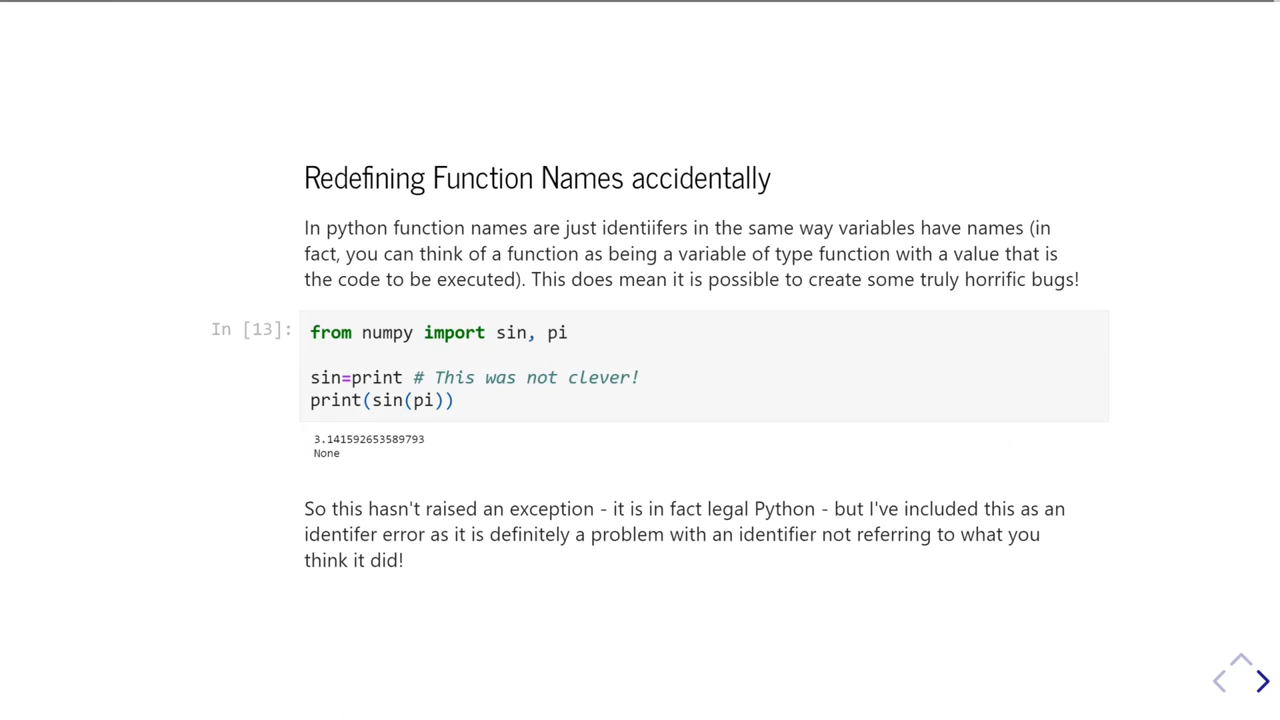 Redefining Function Names accidentally
In python function names are just identiifers in the same way variables have names (in
fact, you can think of a function as being a variable of type function with a value that is
the code to be executed). This does mean it is possible to create some truly horrific bugs!
In [13]:
from numpy import sin, pi
sin=print # This was not clever!
print(sin(pi))
3.141592653589793
None
So this hasn't raised an exception - it is in fact legal Python - but I've included this as an
identifer error as it is definitely a problem with an identifier not referring to what you
think it did!